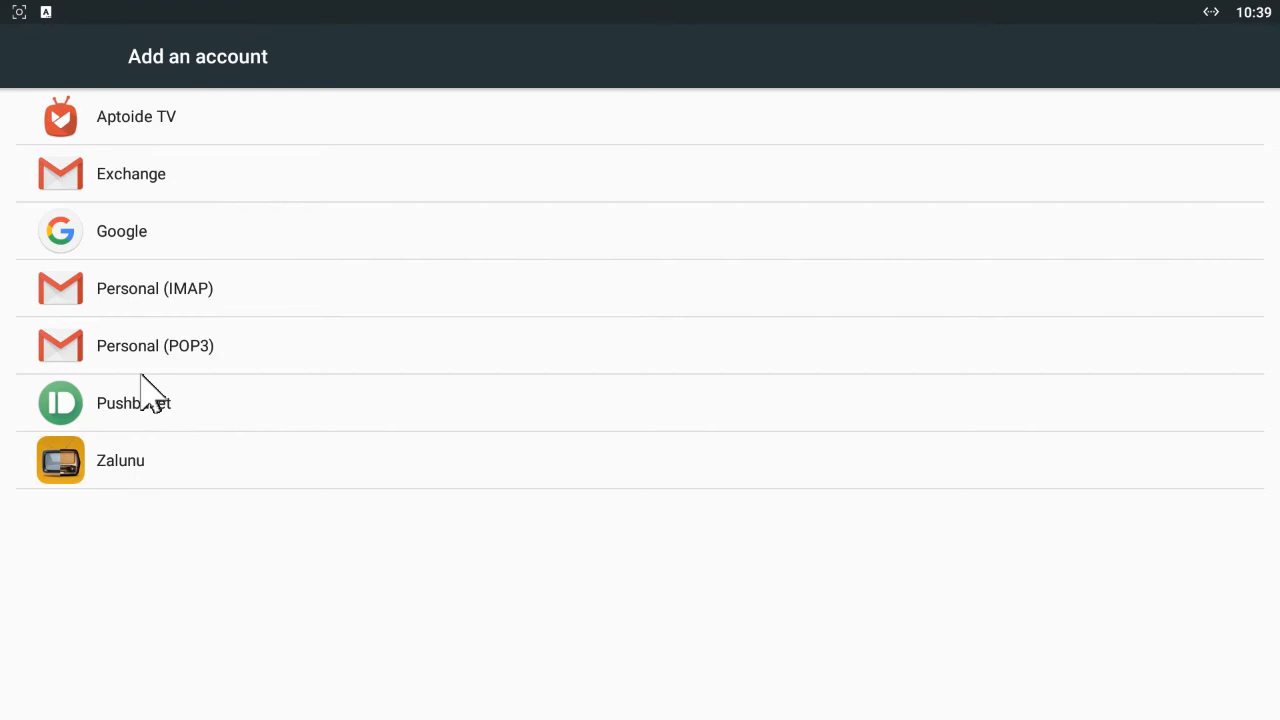 10:39
Add an account
Aptoide TV
Exchange
Google
Personal (IMAP)
Personal (POP3)
Zalunu